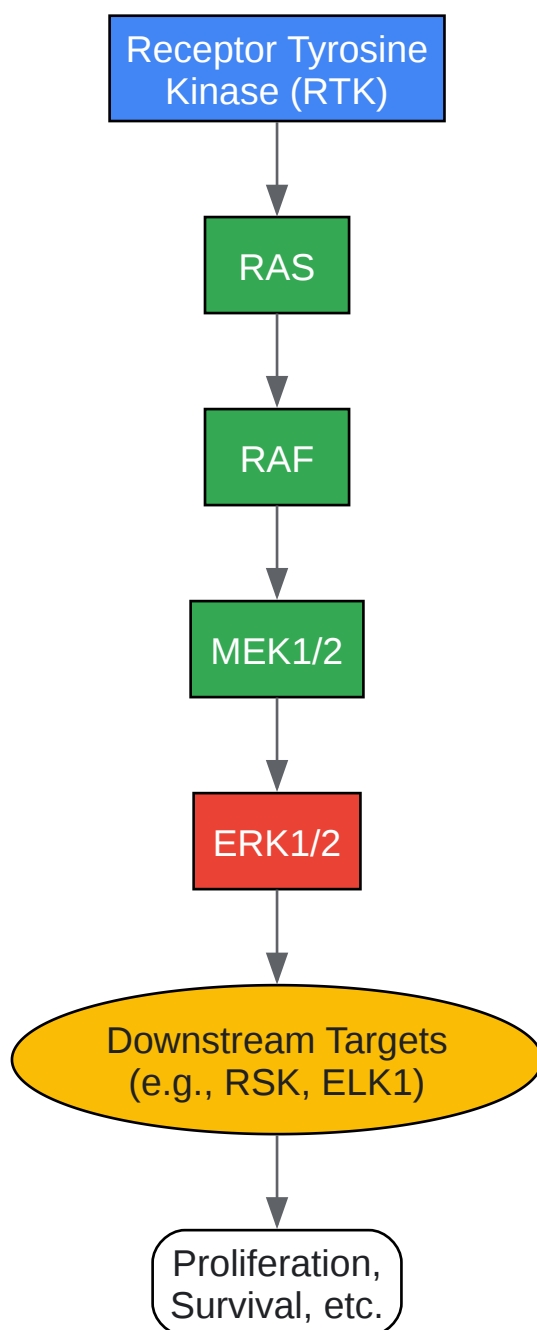 Receptor Tyrosine
Kinase (RTK)
RAS
RAF
MEK1/2
ERK1/2
Downstream Targets
(e.g., RSK, ELK1)
Proliferation,
Survival, etc.